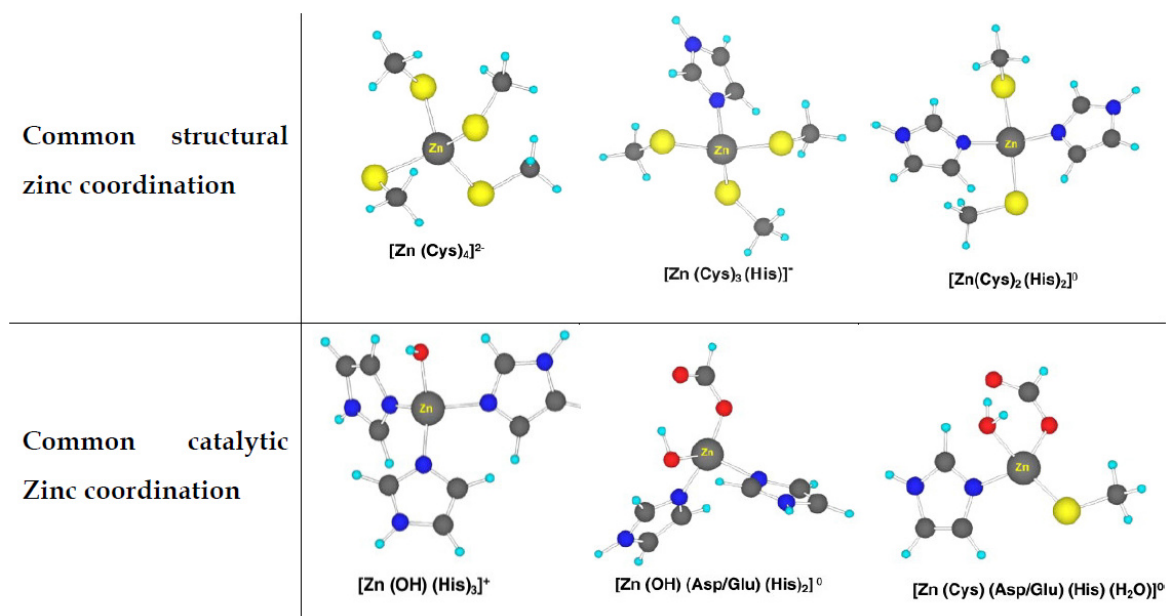 Common structural
zinc coordination
Zn
Zn
Zn
[Zn (Cys)₄]²⁻
[Zn (Cys)₃ (His)]⁻
[Zn(Cys)₂ (His)₂]⁰
Common catalytic
Zinc coordination
Zn
Zn
Zn
[Zn (OH) (His)₃]⁺
[Zn (OH) (Asp/Glu) (His)₂]⁰
[Zn (Cys) (Asp/Glu) (His) (H₂O)]⁰